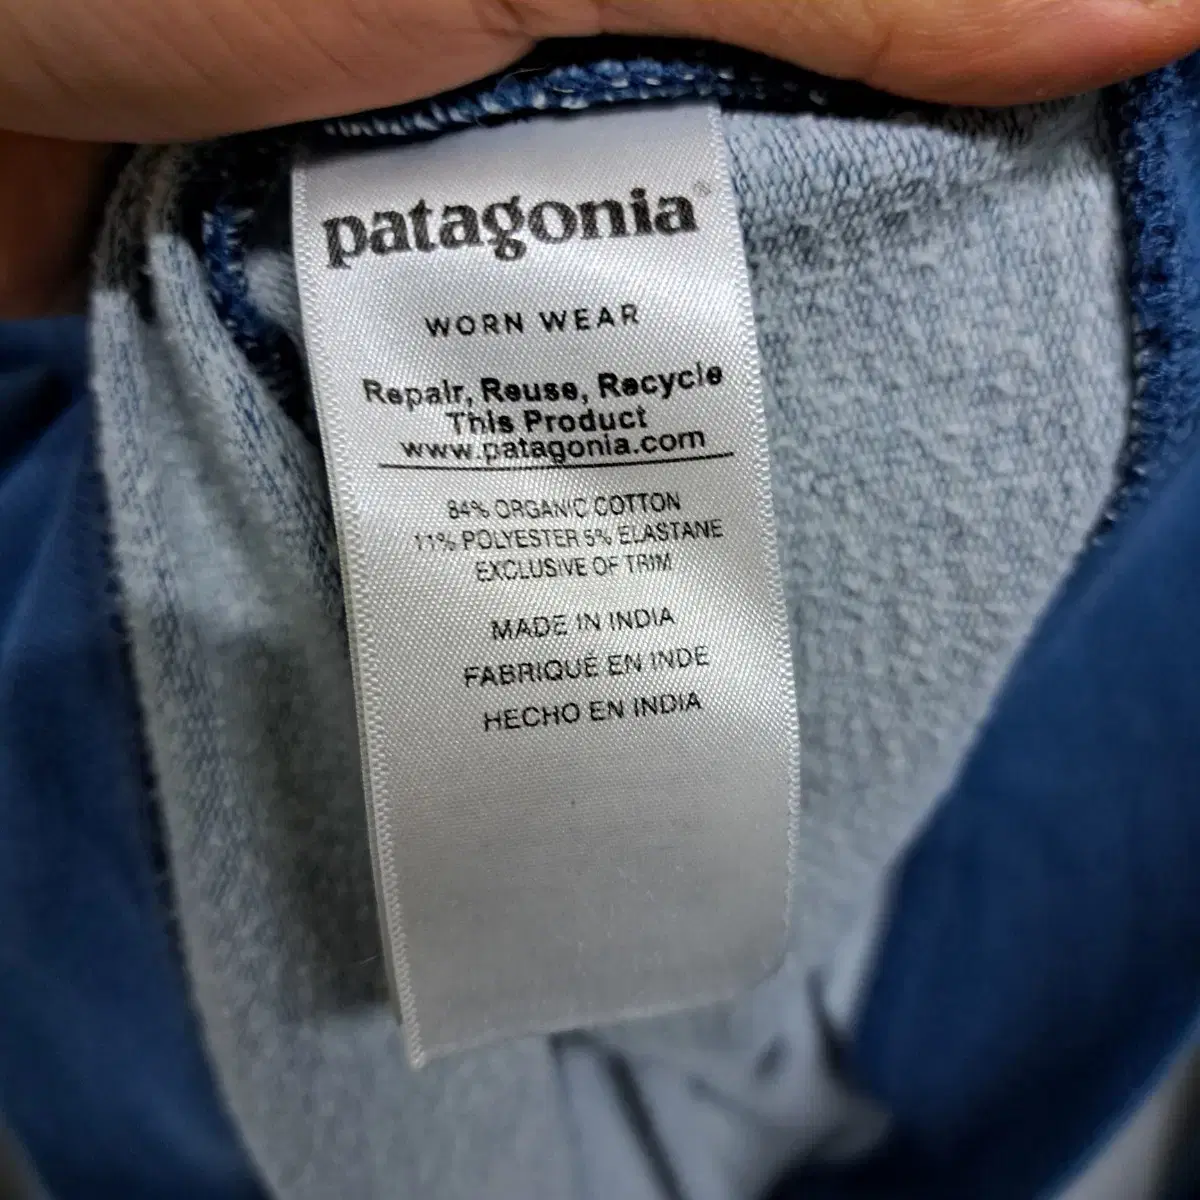 patagonia®
WORN WEAR
Repair, Reuse, Recycle
This Product
www.patagonia.com
84% ORGANIC COTTON
11% POLYESTER 5% ELASTANE
EXCLUSIVE OF TRIM
MADE IN INDIA
FABRIQUÉ EN INDE
HECHO EN INDIA